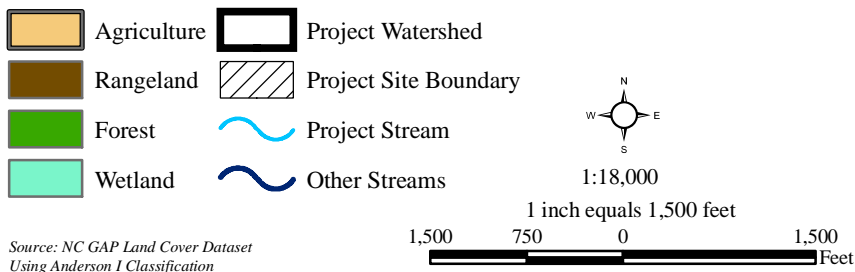 Agriculture
Project Watershed
Rangeland
Project Site Boundary
Forest
Project Stream
Wetland
Other Streams
N
W E
S
1:18,000
1 inch equals 1,500 feet
1,500 750 0 1,500
Feet
Source: NC GAP Land Cover Dataset
Using Anderson I Classification